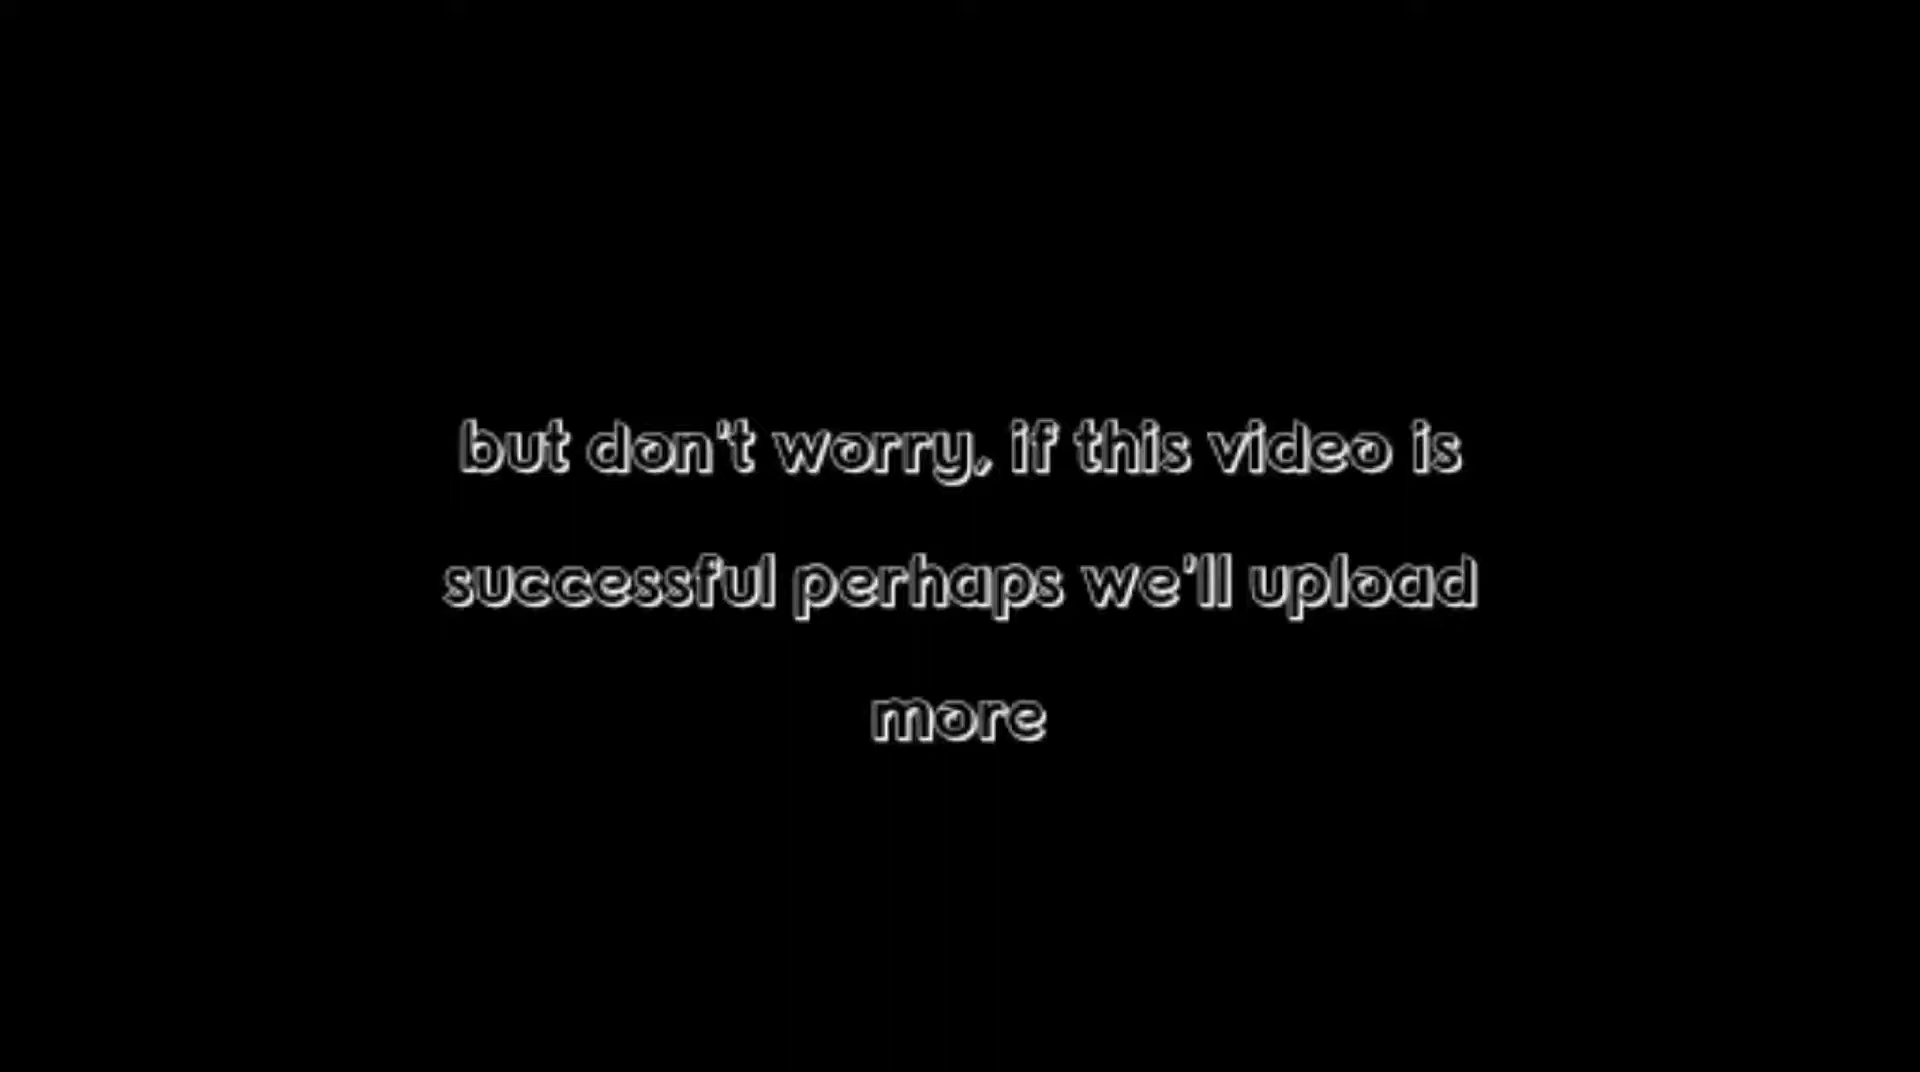 but don't worry, if this video is
successful perhaps we'll upload
more